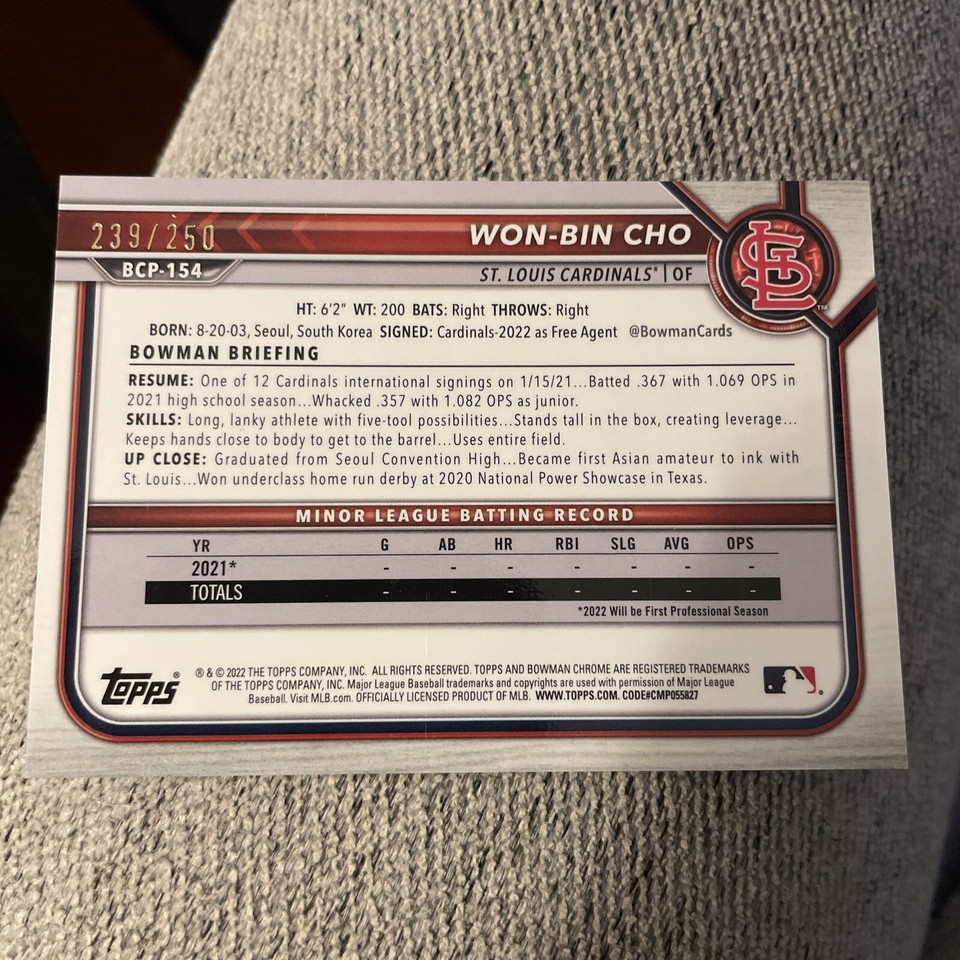 239/250
WON-BIN CHO
BCP-154
ST. LOUIS CARDINALS® | OF
STL
™
HT: 6'2" WT: 200 BATS: Right THROWS: Right
BORN: 8-20-03, Seoul, South Korea SIGNED: Cardinals-2022 as Free Agent @BowmanCards
BOWMAN BRIEFING
RESUME: One of 12 Cardinals international signings on 1/15/21...Batted .367 with 1.069 OPS in
2021 high school season...Whacked .357 with 1.082 OPS as junior.
SKILLS: Long, lanky athlete with five-tool possibilities...Stands tall in the box, creating leverage...
Keeps hands close to body to get to the barrel...Uses entire field.
UP CLOSE: Graduated from Seoul Convention High...Became first Asian amateur to ink with
St. Louis...Won underclass home run derby at 2020 National Power Showcase in Texas.
MINOR LEAGUE BATTING RECORD
YR G AB HR RBI SLG AVG OPS
2021* - - - - - - -
TOTALS - - - - - - -
*2022 Will be First Professional Season
Topps®
® & © 2022 THE TOPPS COMPANY, INC. ALL RIGHTS RESERVED. TOPPS AND BOWMAN CHROME ARE REGISTERED TRADEMARKS
OF THE TOPPS COMPANY, INC. Major League Baseball trademarks and copyrights are used with permission of Major League
Baseball. Visit MLB.com. OFFICIALLY LICENSED PRODUCT OF MLB. WWW.TOPPS.COM. CODE#CMP055827